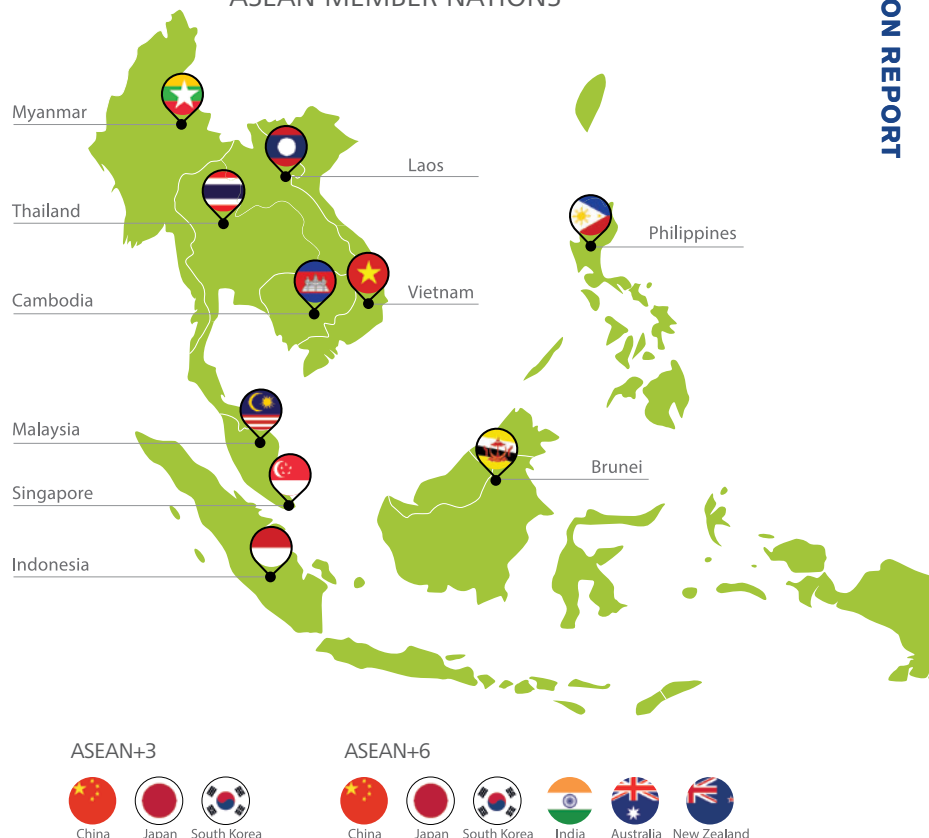 ASEAN MEMBER NATIONS
ON REPORT
Myanmar
Laos
Thailand
Philippines
Cambodia
Vietnam
Malaysia
Brunei
Singapore
Indonesia
ASEAN+3
China
Japan
South Korea
ASEAN+6
China
Japan
South Korea
India
Australia
New Zealand